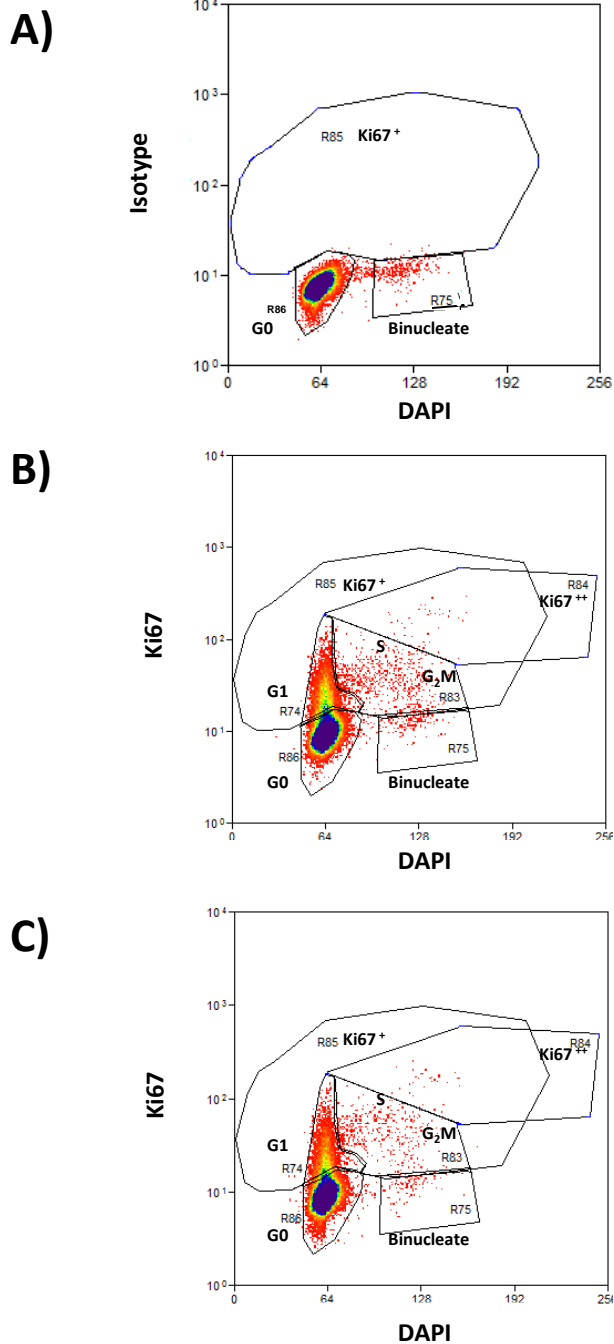 A)
10⁴
10³
R85 Ki67 +
10²
Isotype
10¹
R86
R75
G0
Binucleate
10⁰
0 64 128 192 256
DAPI
B)
10⁴
10³
R85 Ki67 +
R84
Ki67 ++
10²
Ki67
S
G1
G₂M
R74
R83
10¹
R86
R75
G0
Binucleate
10⁰
0 64 128 192 256
DAPI
C)
10⁴
10³
R85 Ki67 +
R84
Ki67 ++
10²
Ki67
S
G1
G₂M
R74
R83
10¹
R86
R75
G0
Binucleate
10⁰
0 64 128 192 256
DAPI